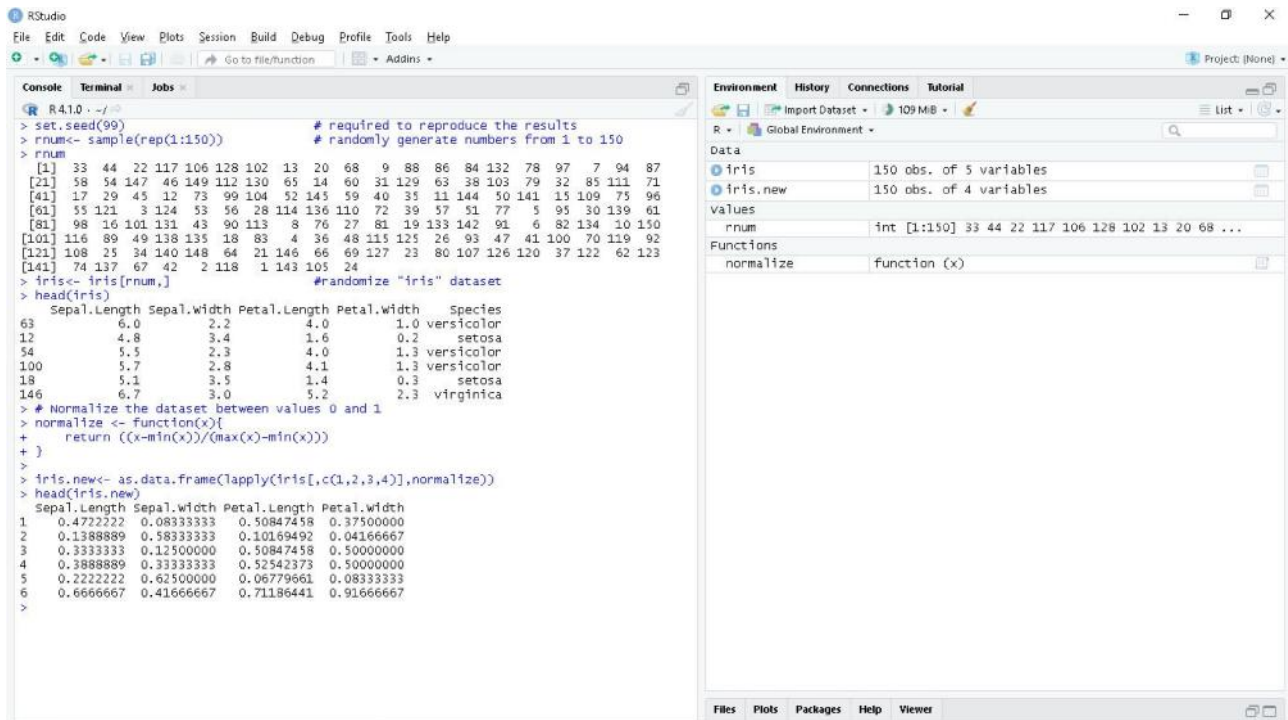 RStudio
File Edit Code View Plots Session Build Debug Profile Tools Help
Go to file/function Addins Project: (None)
Console Terminal Jobs
R 4.1.0 · ~/
> set.seed(99) # required to reproduce the results
> rnum<- sample(rep(1:150)) # randomly generate numbers from 1 to 150
> rnum
[1] 33 44 22 117 106 128 102 13 20 68 9 88 86 84 132 78 97 7 94 87
[21] 58 54 147 46 149 112 130 65 14 60 31 129 63 38 103 79 32 85 111 71
[41] 17 29 45 12 73 99 104 52 145 59 40 35 11 144 50 141 15 109 75 96
[61] 55 121 3 124 53 56 28 114 136 110 72 39 57 51 77 5 95 30 139 61
[81] 98 16 101 131 43 90 113 8 76 27 81 19 133 142 91 6 82 134 10 150
[101] 116 89 49 138 135 18 83 4 36 48 115 125 26 93 47 41 100 70 119 92
[121] 108 25 34 140 148 64 21 146 66 69 127 23 80 107 126 120 37 122 62 123
[141] 74 137 67 42 2 118 1 143 105 24
> iris<- iris[rnum,] #randomize "iris" dataset
> head(iris)
Sepal.Length Sepal.Width Petal.Length Petal.Width Species
63 6.0 2.2 4.0 1.0 versicolor
12 4.8 3.4 1.6 0.2 setosa
54 5.5 2.3 4.0 1.3 versicolor
100 5.7 2.8 4.1 1.3 versicolor
18 5.1 3.5 1.4 0.3 setosa
146 6.7 3.0 5.2 2.3 virginica
> # Normalize the dataset between values 0 and 1
> normalize <- function(x){
+ return ((x-min(x))/(max(x)-min(x)))
+ }
>
> iris.new<- as.data.frame(lapply(iris[,c(1,2,3,4)],normalize))
> head(iris.new)
Sepal.Length Sepal.Width Petal.Length Petal.Width
1 0.4722222 0.08333333 0.50847458 0.37500000
2 0.1388889 0.58333333 0.10169492 0.04166667
3 0.3333333 0.12500000 0.50847458 0.50000000
4 0.3888889 0.33333333 0.52542373 0.50000000
5 0.2222222 0.62500000 0.06779661 0.08333333
6 0.6666667 0.41666667 0.71186441 0.91666667
>
Environment History Connections Tutorial
Import Dataset 109 MiB List
R Global Environment
Data
iris 150 obs. of 5 variables
iris.new 150 obs. of 4 variables
Values
rnum int [1:150] 33 44 22 117 106 128 102 13 20 68 ...
Functions
normalize function (x)
Files Plots Packages Help Viewer